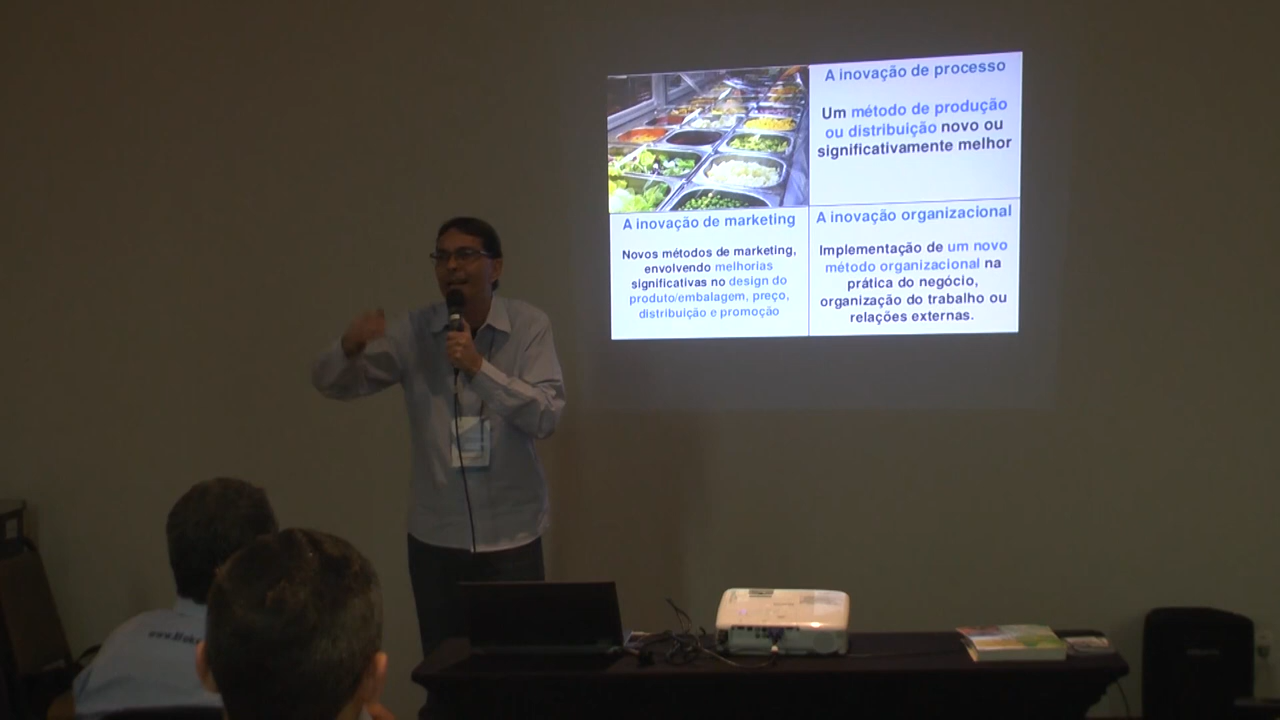 A inovação de processo
Um método de produção
ou distribuição novo ou
significativamente melhor
A inovação de marketing
Novos métodos de marketing,
envolvendo melhorias
significativas no design do
produto/embalagem, preço,
distribuição e promoção
A inovação organizacional
Implementação de um novo
método organizacional na
prática do negócio,
organização do trabalho ou
relações externas.